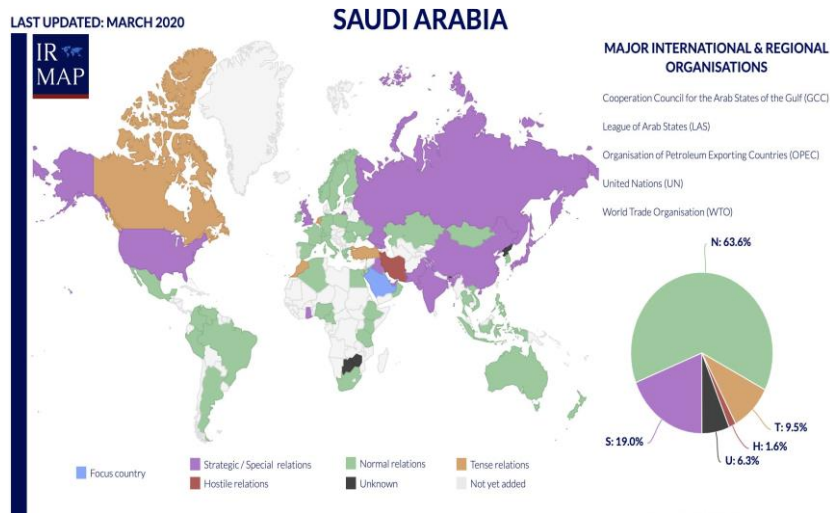 LAST UPDATED: MARCH 2020
SAUDI ARABIA
IR
MAP
MAJOR INTERNATIONAL & REGIONAL
ORGANISATIONS
Cooperation Council for the Arab States of the Gulf (GCC)
League of Arab States (LAS)
Organisation of Petroleum Exporting Countries (OPEC)
United Nations (UN)
World Trade Organisation (WTO)
N: 63.6%
T: 9.5%
H: 1.6%
U: 6.3%
S: 19.0%
Focus country
Strategic / Special relations
Normal relations
Tense relations
Hostile relations
Unknown
Not yet added